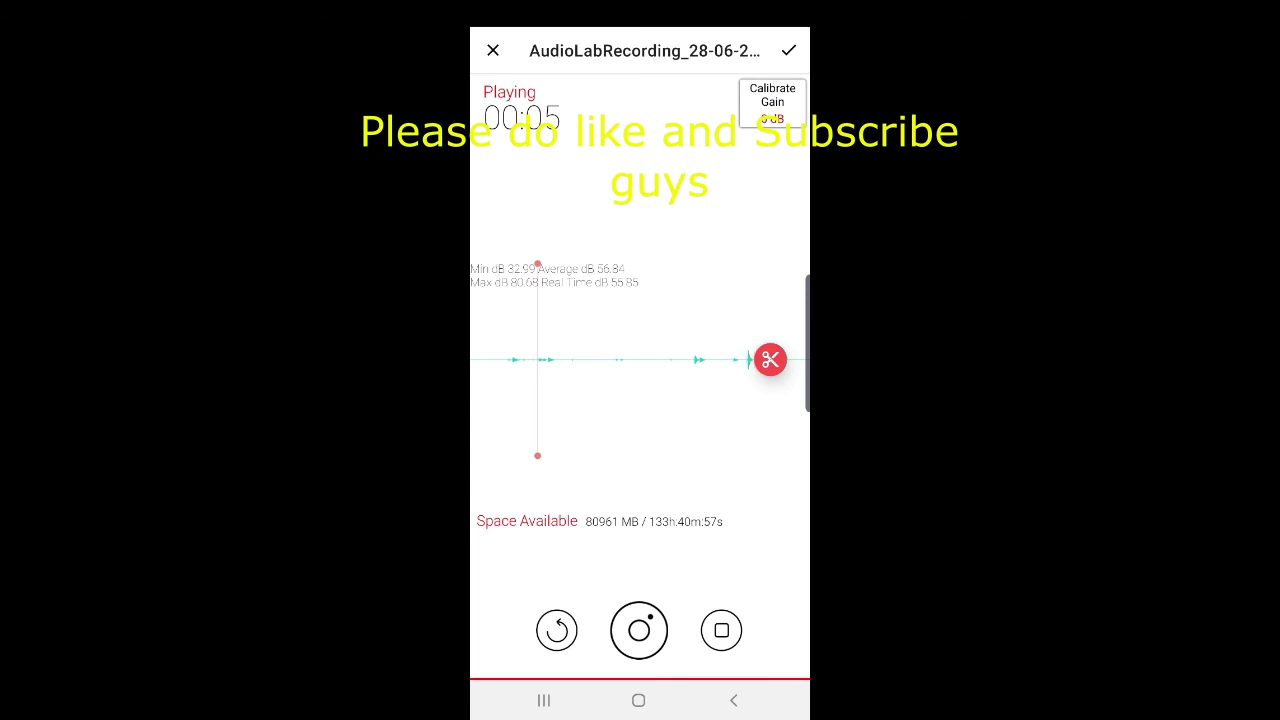 AudioLabRecording_28-06-2...
Playing
00:05
Calibrate
Gain
0 dB
Please do like and Subscribe
guys
Min dB 32.99 Average dB 56.84
Max dB 80.68 Real Time dB 55.85
Space Available 80961 MB / 133h:40m:57s